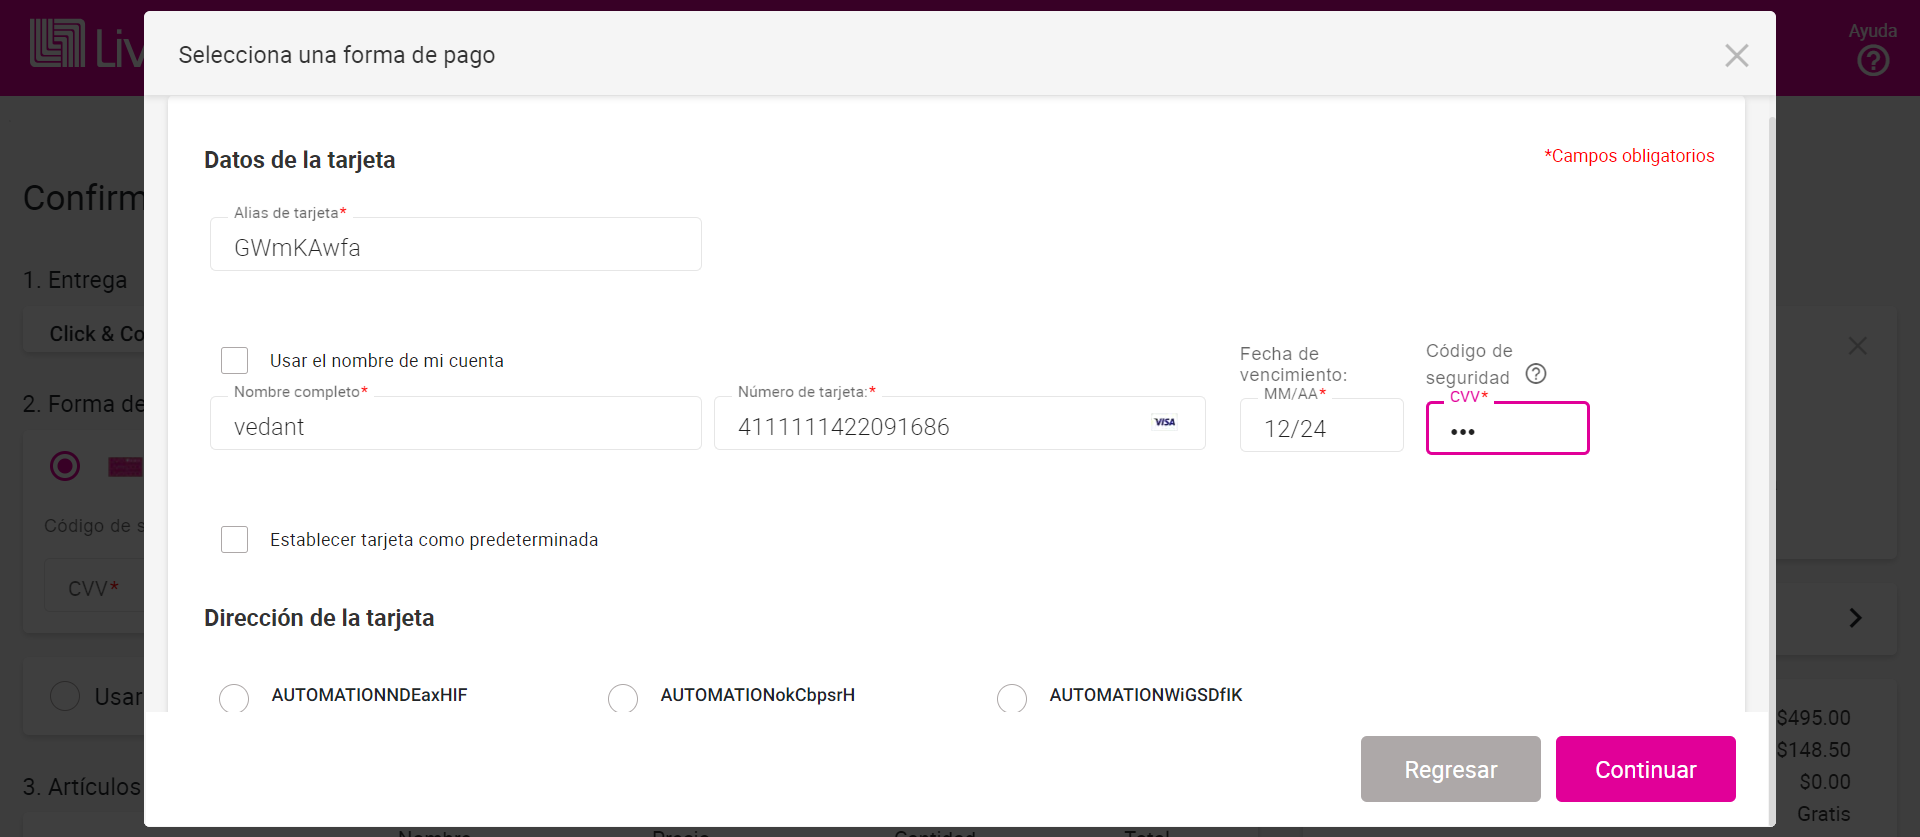 Liv
Ayuda
Selecciona una forma de pago
Datos de la tarjeta
*Campos obligatorios
Confirm
Alias de tarjeta*
GWmKAwfa
1. Entrega
Click & Co
Usar el nombre de mi cuenta
Fecha de vencimiento:
Código de seguridad
2. Forma de
Nombre completo*
vedant
Número de tarjeta:*
4111111422091686
VISA
MM/AA*
12/24
CVV*
•••
Código de s
CVV*
Establecer tarjeta como predeterminada
Dirección de la tarjeta
Usar
AUTOMATIONNDEaxHIF
AUTOMATIONokCbpsrH
AUTOMATIONWiGSDfIK
$495.00
$148.50
$0.00
Gratis
Regresar
Continuar
3. Artículos
Nombre
Precio
Cantidad
Total